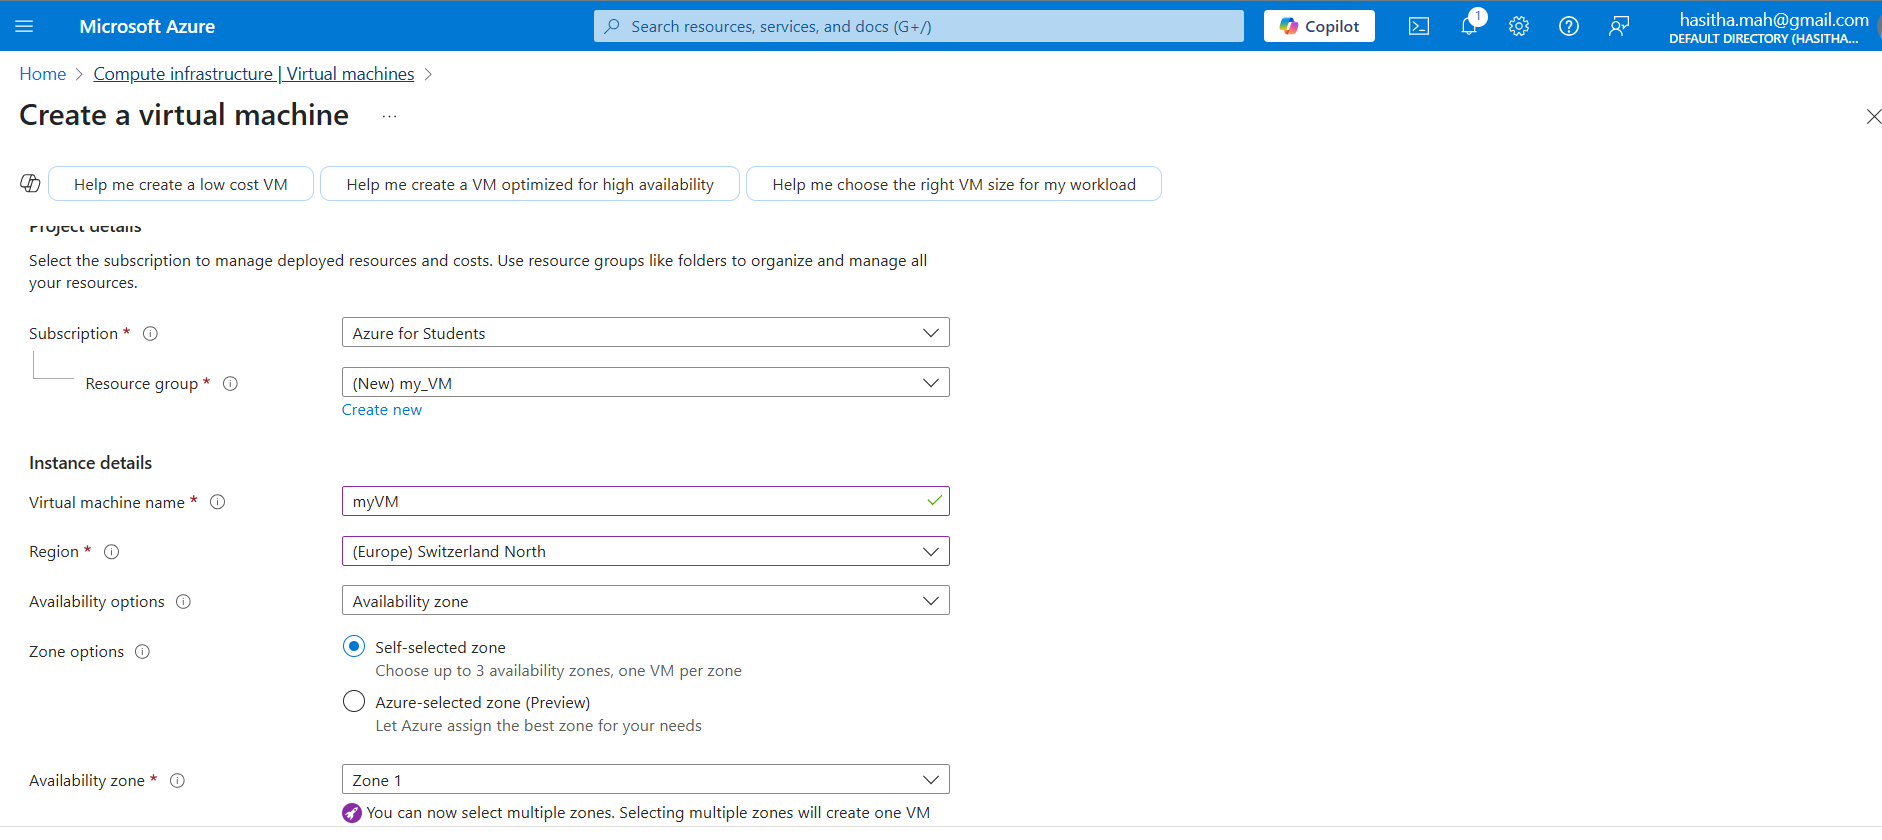 Microsoft Azure
Search resources, services, and docs (G+/)
Copilot
1
hasitha.mah@gmail.com
DEFAULT DIRECTORY (HASITHA...
Home > Compute infrastructure | Virtual machines >
Create a virtual machine ...
Help me create a low cost VM
Help me create a VM optimized for high availability
Help me choose the right VM size for my workload
Project details
Select the subscription to manage deployed resources and costs. Use resource groups like folders to organize and manage all
your resources.
Subscription *
Azure for Students
Resource group *
(New) my_VM
Create new
Instance details
Virtual machine name *
myVM
Region *
(Europe) Switzerland North
Availability options
Availability zone
Zone options
Self-selected zone
Choose up to 3 availability zones, one VM per zone
Azure-selected zone (Preview)
Let Azure assign the best zone for your needs
Availability zone *
Zone 1
You can now select multiple zones. Selecting multiple zones will create one VM